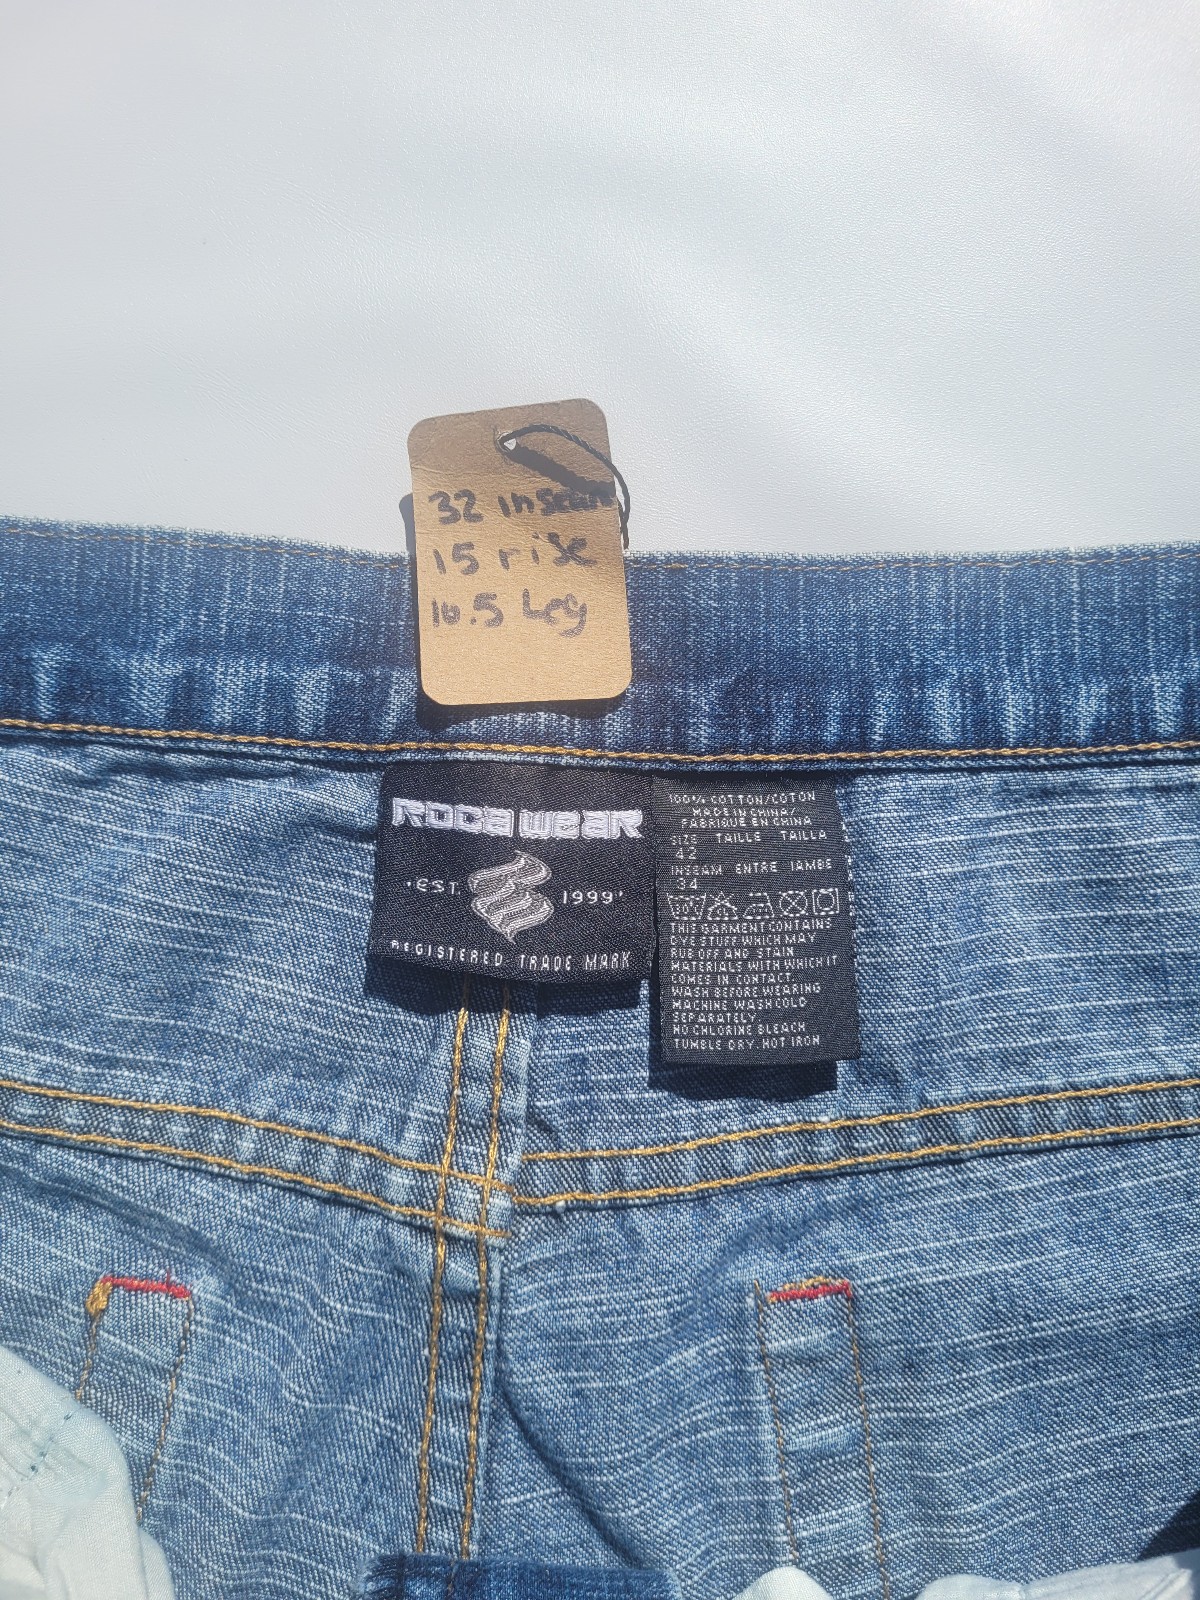 32 inseam
15 rise
16.5 Leg
ROCA WEAR
EST. 1999
REGISTERED TRADE MARK
100% COTTON/COTON
MADE IN CHINA/
FABRIQUE EN CHINA
SIZE TAILLE TAILLA
42
INSEAM ENTRE JAMBE
34
THIS GARMENT CONTAINS
DYE STUFF WHICH MAY
RUB OFF AND STAIN
MATERIALS WITH WHICH IT
COMES IN CONTACT.
WASH BEFORE WEARING
MACHINE WASH COLD
SEPARATELY
NO CHLORINE BLEACH
TUMBLE DRY. HOT IRON